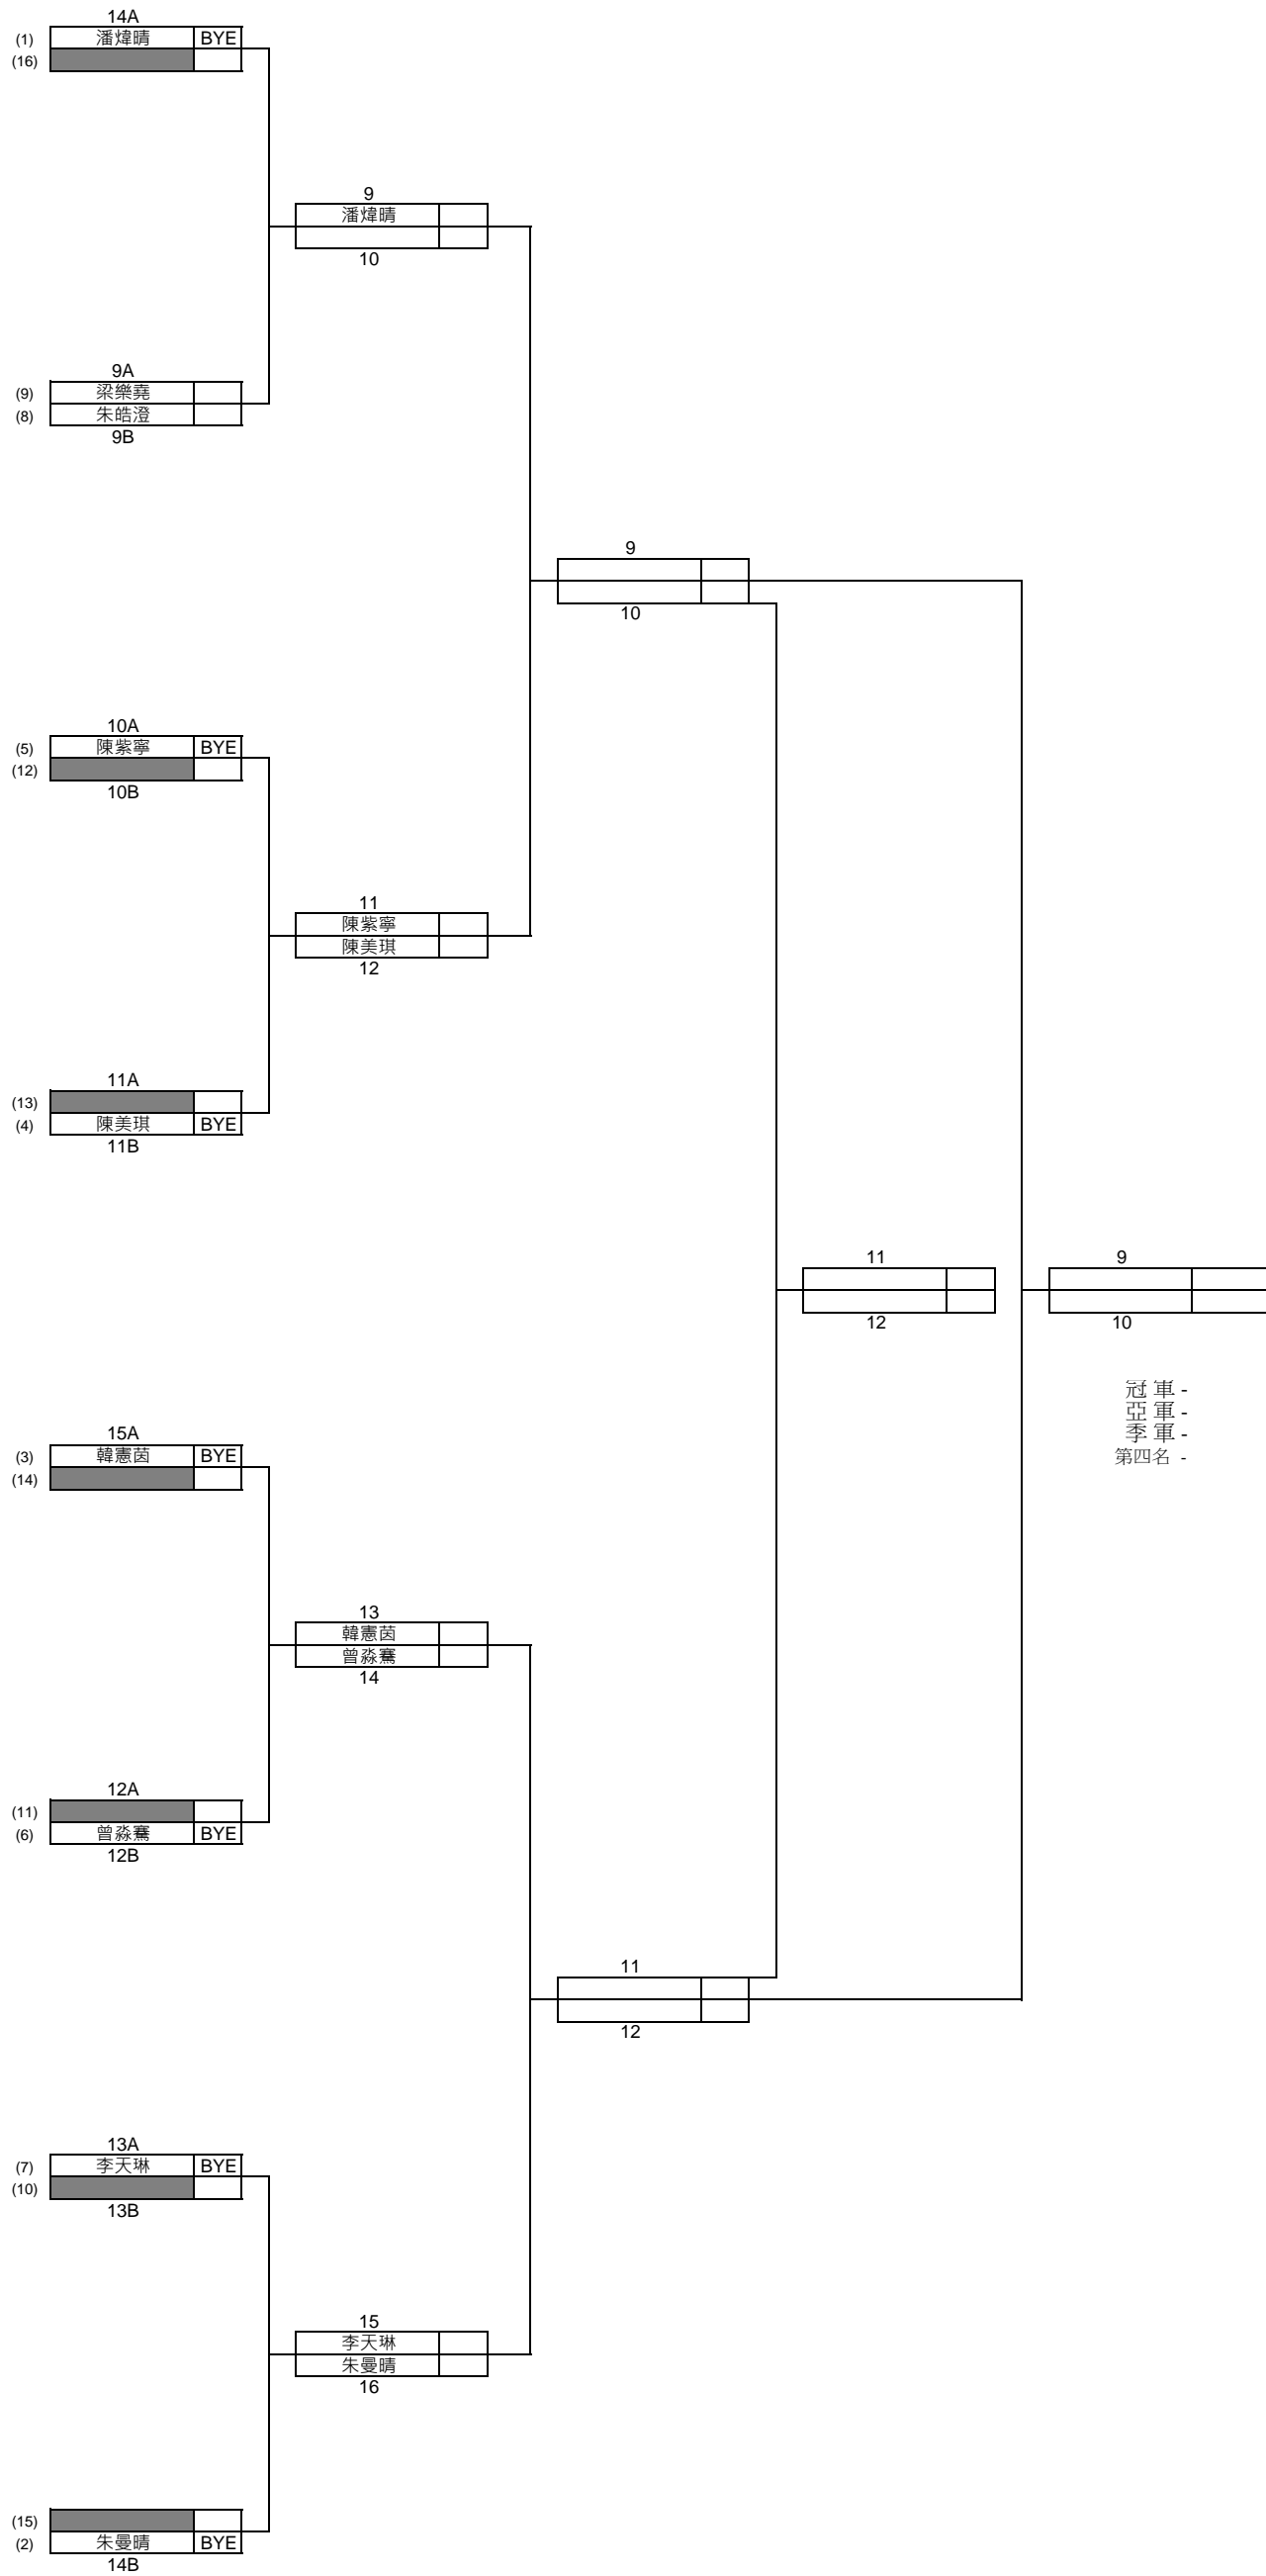 14A
(1) 潘煒晴 BYE
(16)
9
潘煒晴
10
9A
(9) 梁樂堯
(8) 朱皓澄
9B
9
10
10A
(5) 陳紫寧 BYE
(12)
10B
11
陳紫寧
陳美琪
12
11A
(13)
(4) 陳美琪 BYE
11B
11
12
9
10
冠 軍 -
亞 軍 -
季 軍 -
第四名 -
15A
(3) 韓憲茵 BYE
(14)
13
韓憲茵
曾淼騫
14
12A
(11)
(6) 曾淼騫 BYE
12B
11
12
13A
(7) 李天琳 BYE
(10)
13B
15
李天琳
朱曼晴
16
(15)
(2) 朱曼晴 BYE
14B